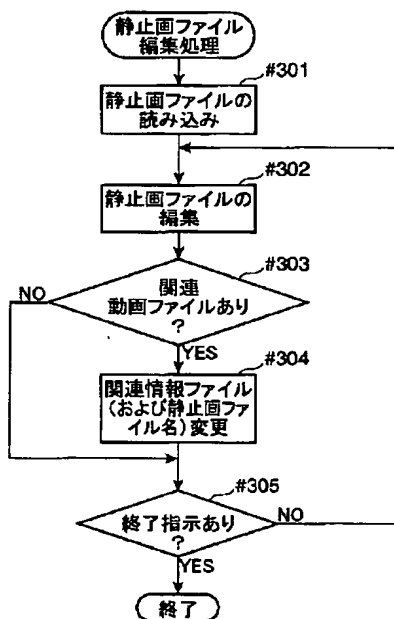 静止画ファイル
編集処理
#301
静止画ファイルの
読み込み
#302
静止画ファイルの
編集
#303
関連
動画ファイルあり
?
NO
YES
#304
関連情報ファイル
(および静止画ファ
イル名)変更
#305
終了指示あり
?
NO
YES
終了